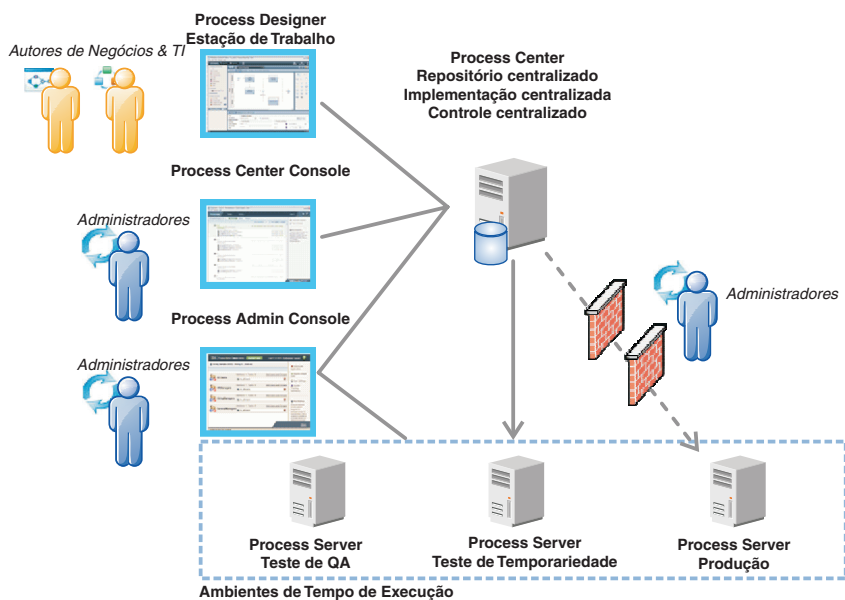 Process Designer
Estação de Trabalho
Autores de Negócios & TI
Process Center
Repositório centralizado
Implementação centralizada
Controle centralizado
Process Center Console
Administradores
Administradores
Process Admin Console
Administradores
Process Server
Teste de QA
Process Server
Teste de Temporariedade
Process Server
Produção
Ambientes de Tempo de Execução